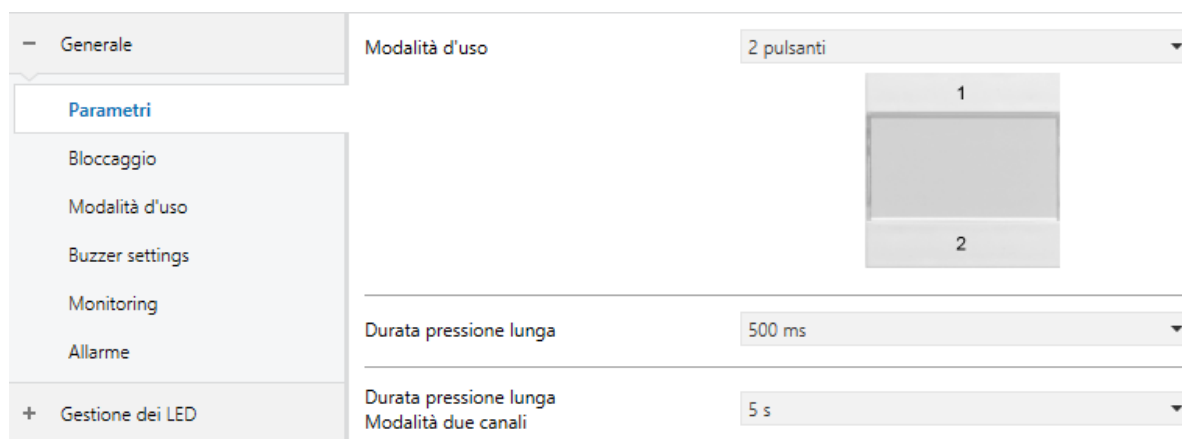 − Generale
Parametri
Bloccaggio
Modalità d'uso
Buzzer settings
Monitoring
Allarme
+ Gestione dei LED
Modalità d'uso 2 pulsanti
1
2
Durata pressione lunga 500 ms
Durata pressione lunga
Modalità due canali 5 s